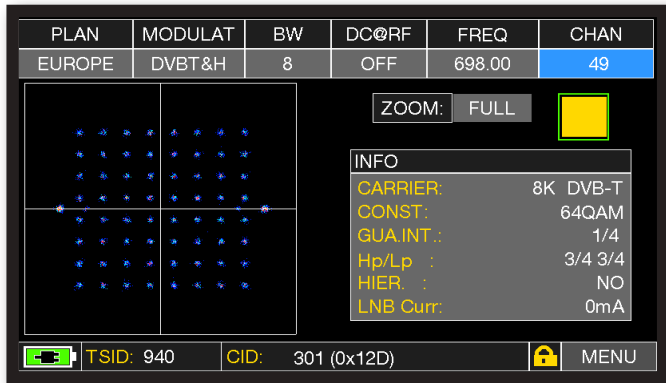 PLAN MODULAT BW DC@RF FREQ CHAN
EUROPE DVBT&H 8 OFF 698.00 49
ZOOM: FULL
INFO
CARRIER: 8K DVB-T
CONST: 64QAM
GUA.INT.: 1/4
Hp/Lp : 3/4 3/4
HIER. : NO
LNB Curr: 0mA
TSID: 940 CID: 301 (0x12D) MENU